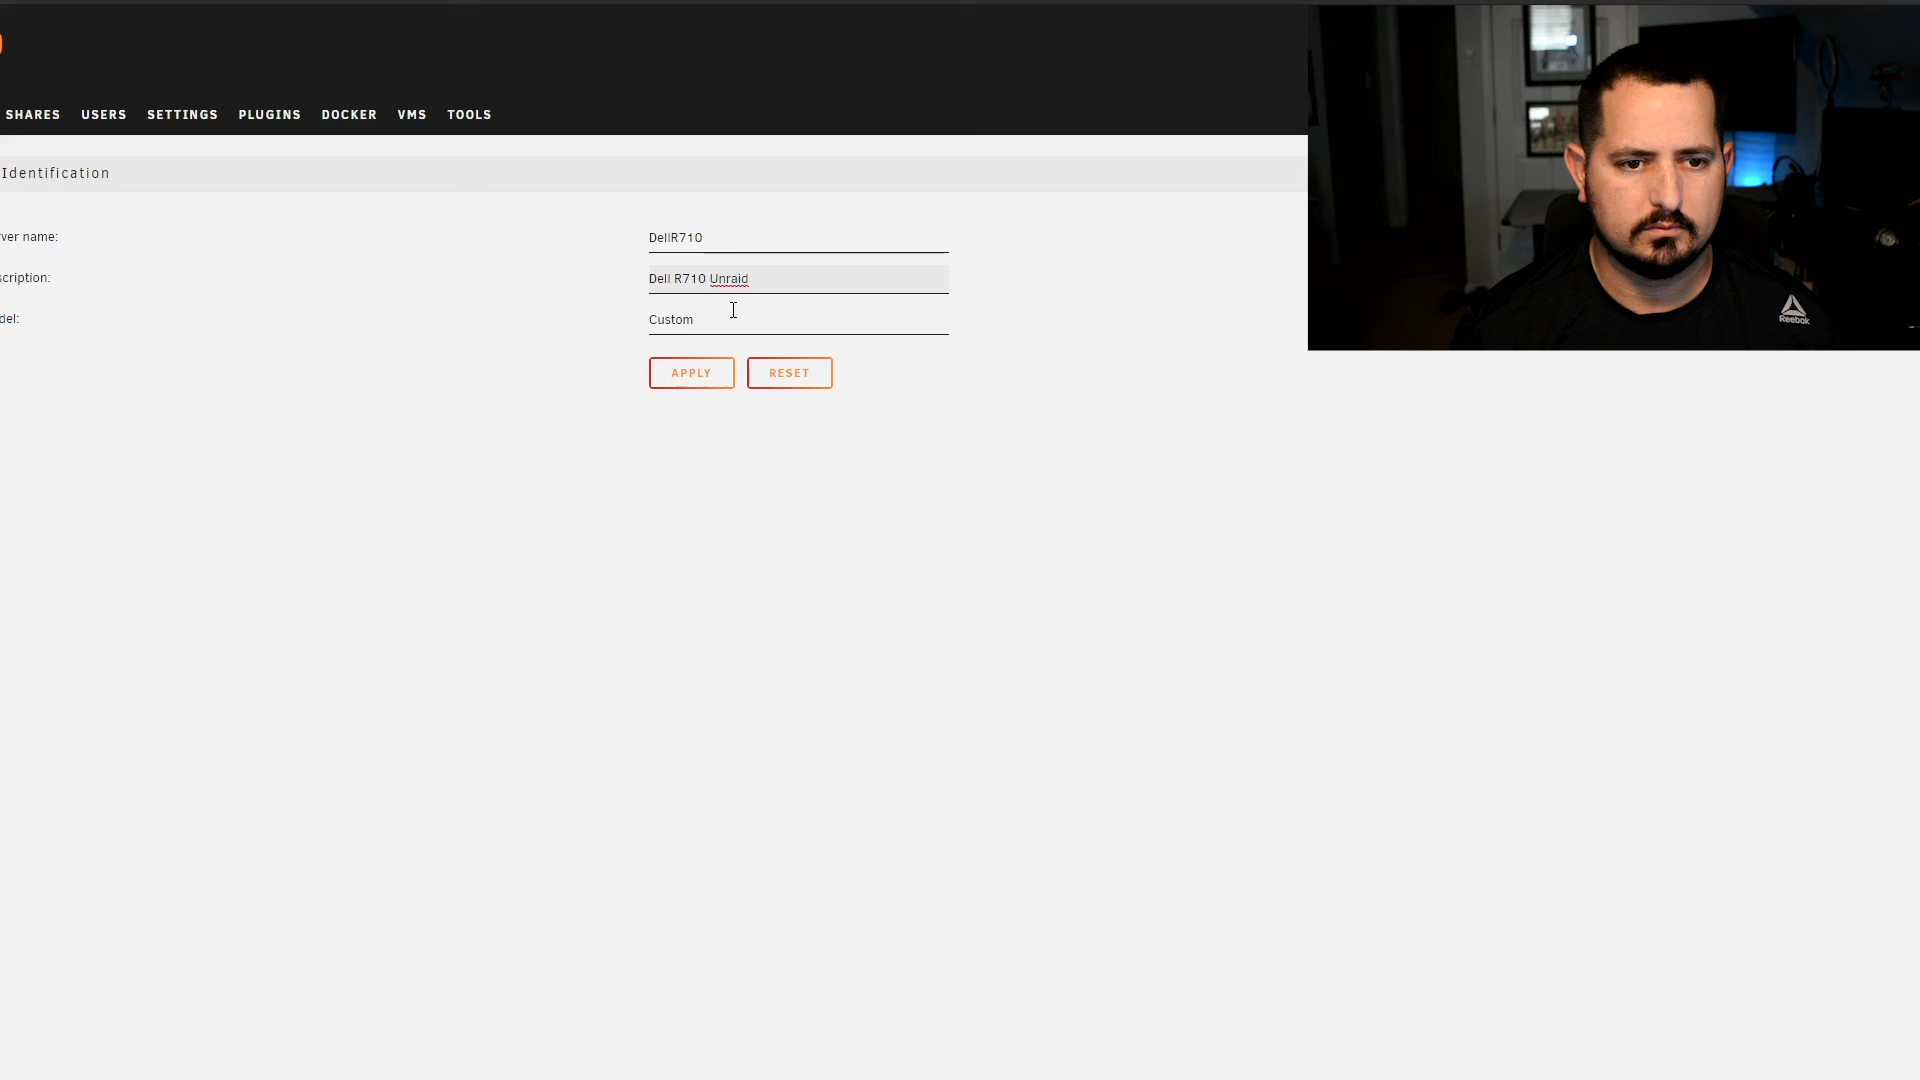 SHARES USERS SETTINGS PLUGINS DOCKER VMS TOOLS
Identification
ver name: DellR710
scription: Dell R710 Unraid
del: Custom
APPLY RESET
Reebok